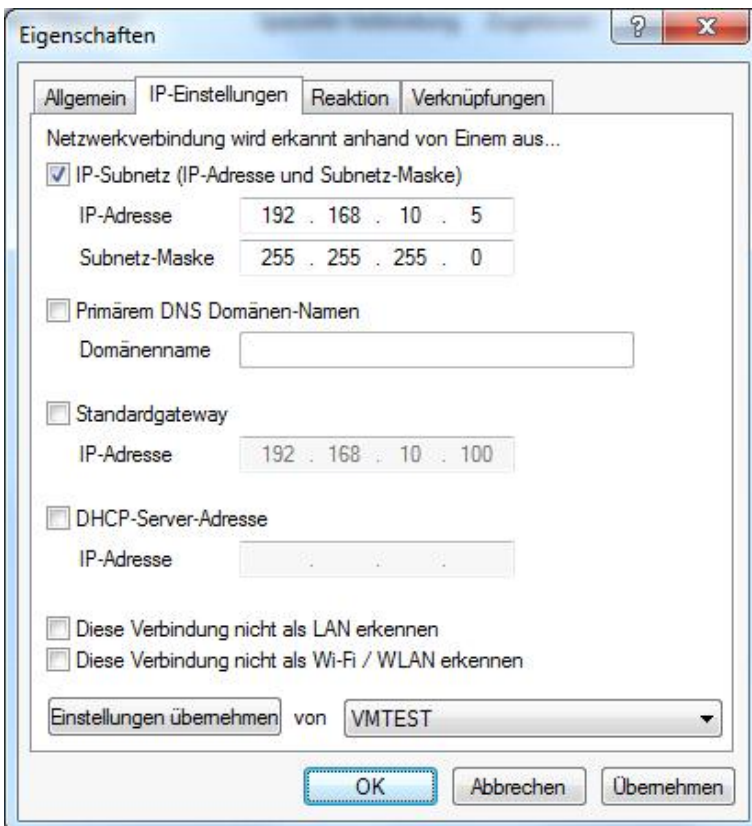 Eigenschaften
Allgemein IP-Einstellungen Reaktion Verknüpfungen
Netzwerkverbindung wird erkannt anhand von Einem aus...
IP-Subnetz (IP-Adresse und Subnetz-Maske)
IP-Adresse 192 . 168 . 10 . 5
Subnetz-Maske 255 . 255 . 255 . 0
Primärem DNS Domänen-Namen
Domänenname
Standardgateway
IP-Adresse 192 . 168 . 10 . 100
DHCP-Server-Adresse
IP-Adresse . . .
Diese Verbindung nicht als LAN erkennen
Diese Verbindung nicht als Wi-Fi / WLAN erkennen
Einstellungen übernehmen von VMTEST
OK Abbrechen Übernehmen